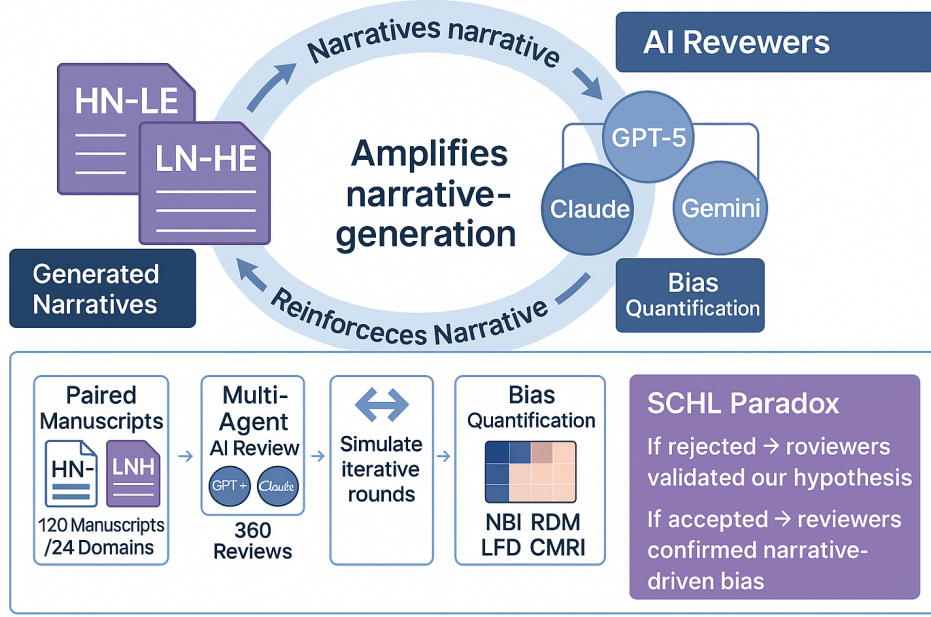 Narratives narrative
AI Revewers
HN-LE
LN-HE
GPT-5
Claude
Gemini
Amplifies
narrative-
generation
Generated
Narratives
Bias
Quantification
Reinforceces Narrative
Paired
Manuscripts
HN-
LNH
120 Manuscripts
/24 Domains
Multi-
Agent
AI Review
GPT+
Claute
360
Reviews
Simulate
iterative
rounds
Bias
Quantification
NBI RDM
LFD CMRI
SCHL Paradox
If rejected → roviewers
validated our hypothesis
If accepted → reviewers
confirmed narrative-
driven bias